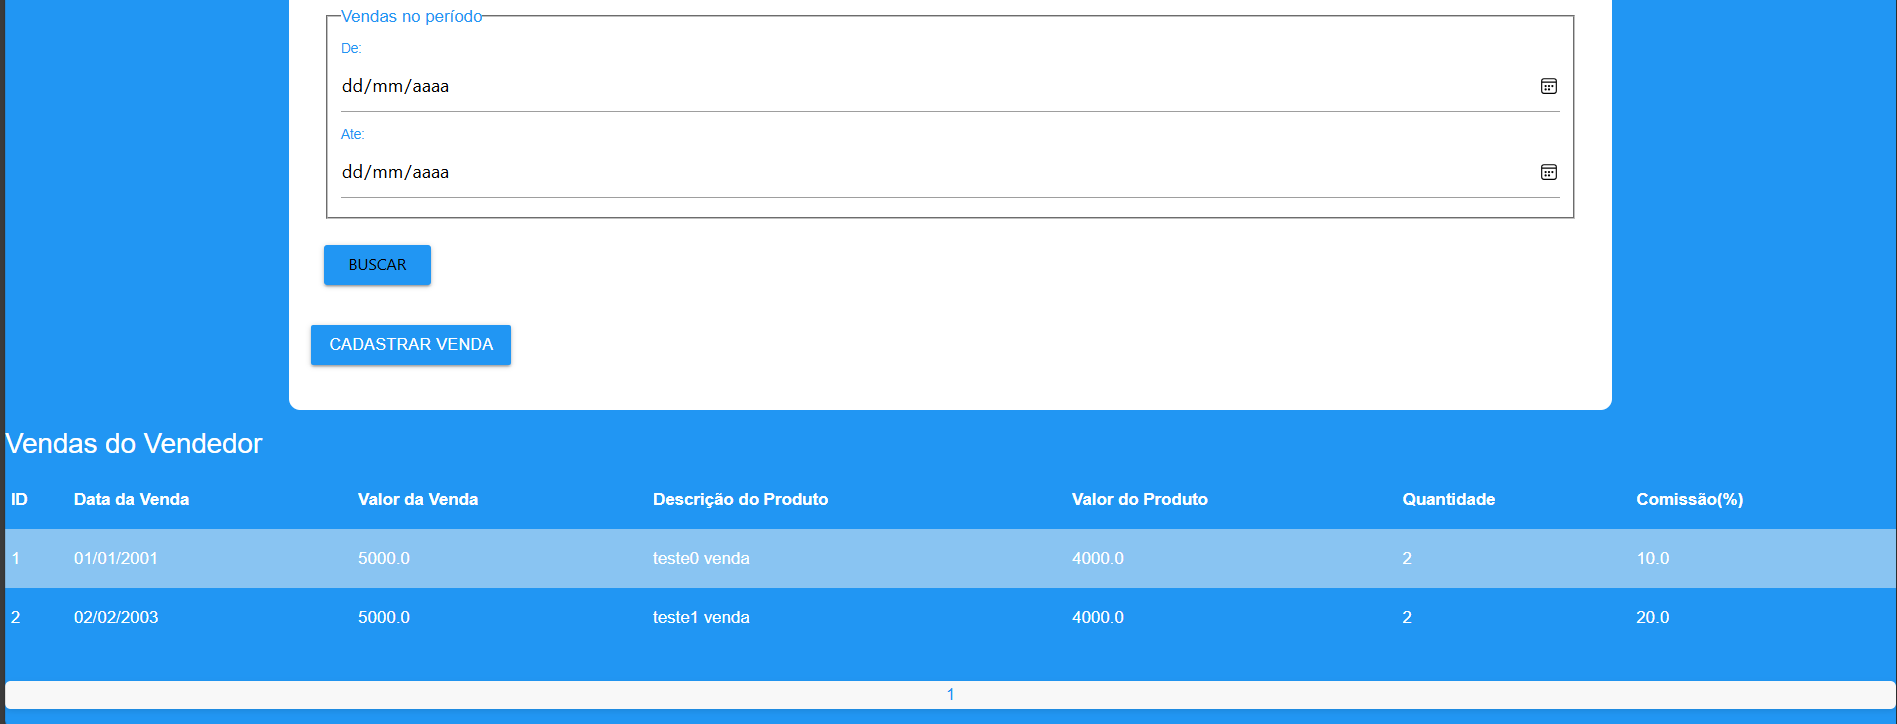 Vendas no período
De:
dd/mm/aaaa
Ate:
dd/mm/aaaa
BUSCAR
CADASTRAR VENDA
Vendas do Vendedor
ID Data da Venda Valor da Venda Descrição do Produto Valor do Produto Quantidade Comissão(%)
1 01/01/2001 5000.0 teste0 venda 4000.0 2 10.0
2 02/02/2003 5000.0 teste1 venda 4000.0 2 20.0
1